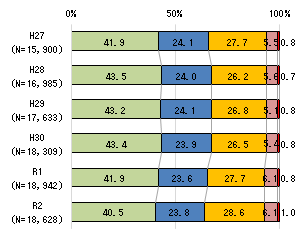 0% 50% 100%
H27
(N=15,900) 41.9 24.1 27.7 5.5 0.8
H28
(N=16,985) 43.5 24.0 26.2 5.6 0.7
H29
(N=17,633) 43.2 24.1 26.8 5.1 0.8
H30
(N=18,309) 43.4 23.9 26.5 5.4 0.8
R1
(N=18,942) 41.9 23.6 27.7 6.1 0.8
R2
(N=18,628) 40.5 23.8 28.6 6.1 1.0